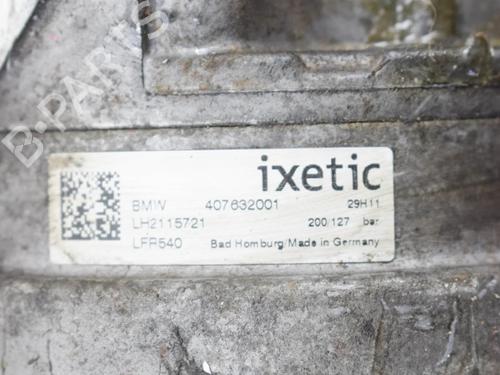 B-PARTS
ixetic
BMW 407632001 29H11
LH2115721 200/127 bar
LFR540 Bad Homburg/Made in Germany